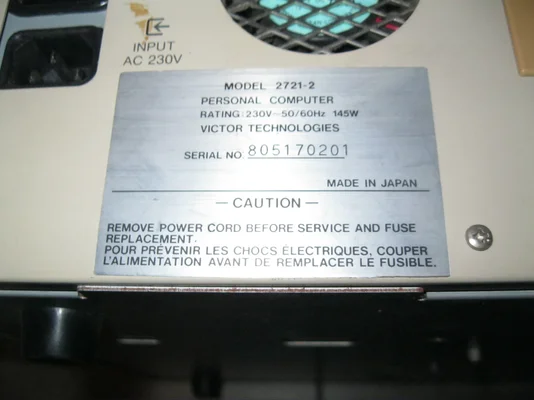 INPUT
AC 230V
MODEL 2721-2
PERSONAL COMPUTER
RATING: 230V~50/60Hz 145W
VICTOR TECHNOLOGIES
SERIAL NO. 805170201
MADE IN JAPAN
— CAUTION —
REMOVE POWER CORD BEFORE SERVICE AND FUSE
REPLACEMENT.
POUR PRÉVENIR LES CHOCS ÉLECTRIQUES, COUPER
L'ALIMENTATION AVANT DE REMPLACER LE FUSIBLE.